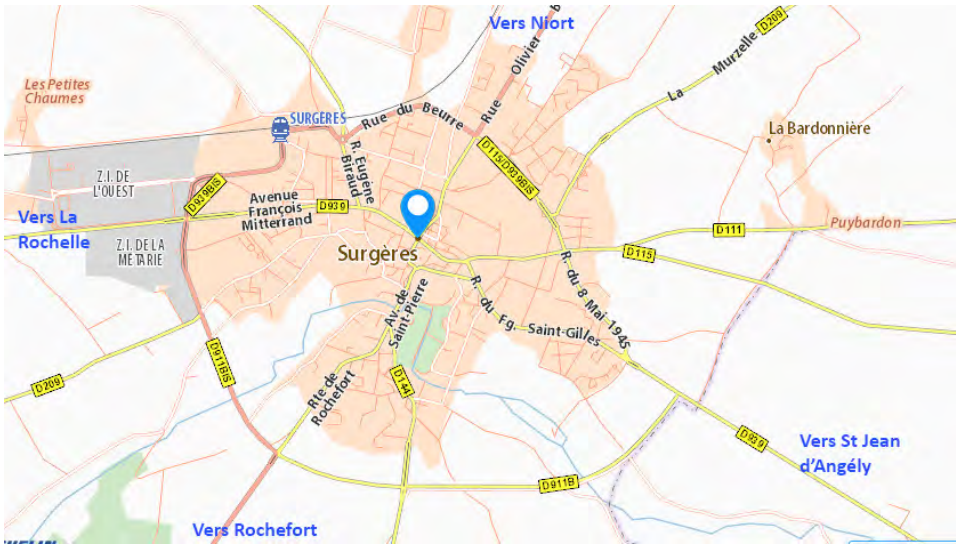 Vers Niort
D209
Murzelle
La
Olivier
Rue
Les Petites
Chaumes
SURGÈRES
Rue du Beurre
La Bardonnière
R. Eugène
Biraud
D115/D939BIS
Z.I. DE
L'OUEST
D939BIS
Avenue
François
Mitterrand
D939
Vers La
Rochelle
Puybardon
D111
Z.I. DE LA
MÉTARIE
Surgères
D115
R. du 8 Mai 1945
Av. de
Saint-Pierre
R. du Fg. Saint-Gilles
D911BIS
D209
Rte de
Rochefort
D144
D939
Vers St Jean
d'Angély
D911B
Vers Rochefort